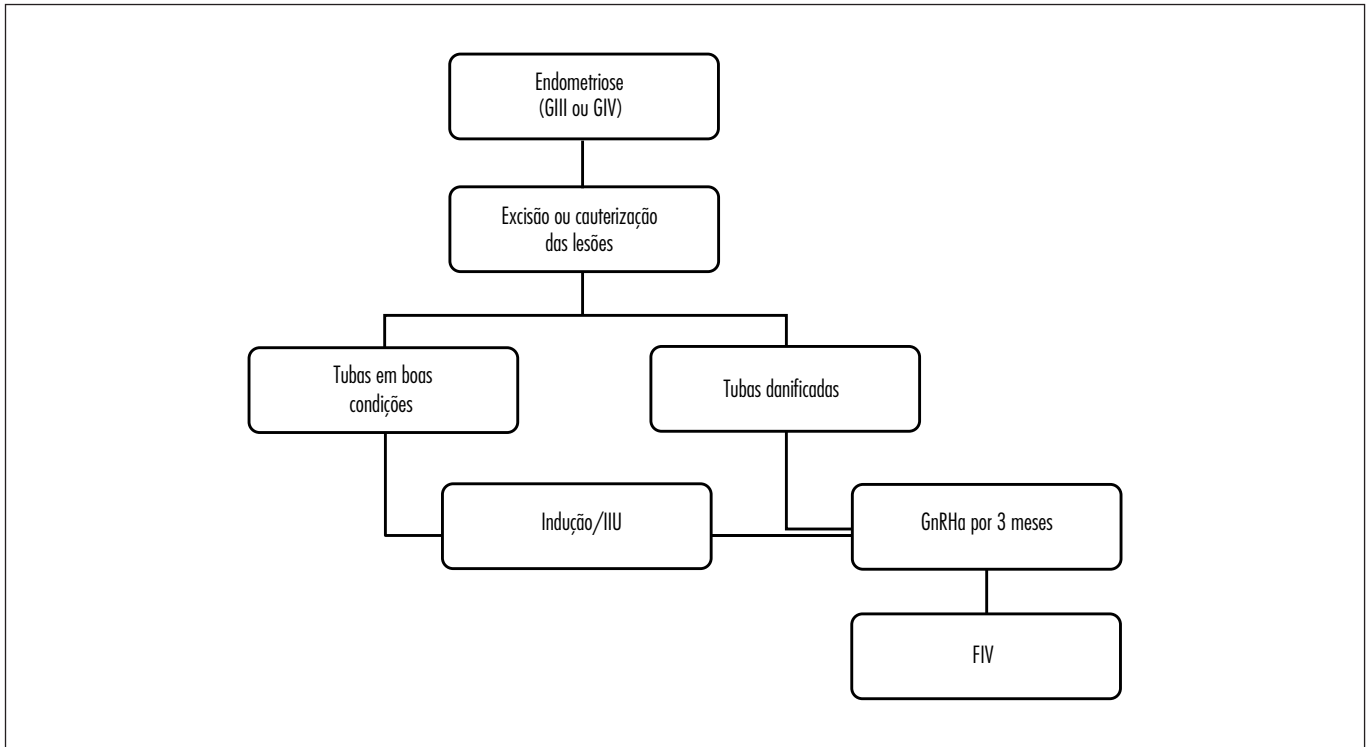 Endometriose
(GIII ou GIV)
Excisão ou cauterização
das lesões
Tubas em boas
condições
Tubas danificadas
Indução/IIU
GnRHa por 3 meses
FIV